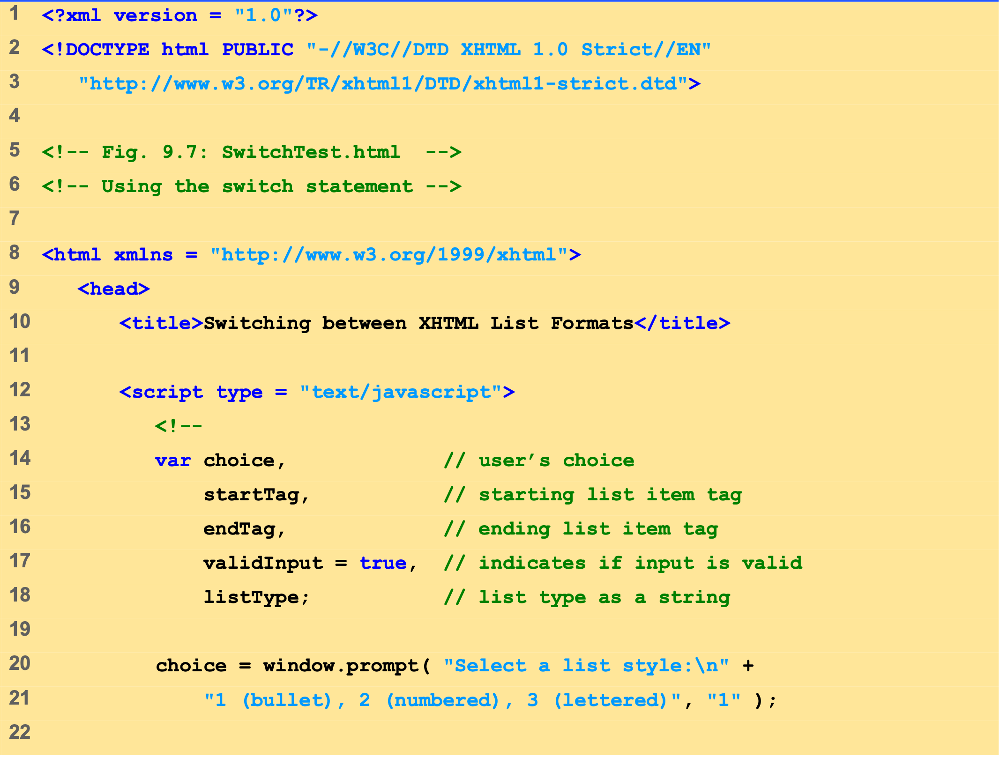 1 <?xml version = "1.0"?>
2 <!DOCTYPE html PUBLIC "-//W3C//DTD XHTML 1.0 Strict//EN"
3    "http://www.w3.org/TR/xhtml1/DTD/xhtml1-strict.dtd">
4
5 <!-- Fig. 9.7: SwitchTest.html  -->
6 <!-- Using the switch statement -->
7
8 <html xmlns = "http://www.w3.org/1999/xhtml">
9    <head>
10       <title>Switching between XHTML List Formats</title>
11
12       <script type = "text/javascript">
13          <!--
14          var choice,             // user’s choice
15              startTag,           // starting list item tag
16              endTag,             // ending list item tag
17              validInput = true,  // indicates if input is valid
18              listType;           // list type as a string
19
20          choice = window.prompt( "Select a list style:\n" +
21              "1 (bullet), 2 (numbered), 3 (lettered)", "1" );
22